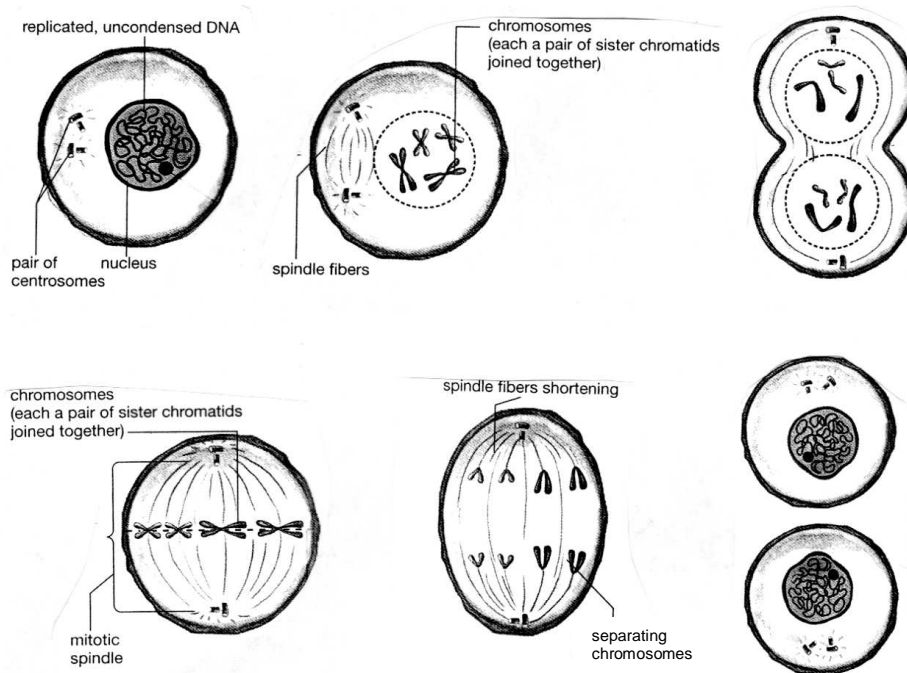 replicated, uncondensed DNA
chromosomes
(each a pair of sister chromatids
joined together)
pair of
centrosomes
nucleus
spindle fibers
chromosomes
(each a pair of sister chromatids
joined together)
spindle fibers shortening
mitotic
spindle
separating
chromosomes